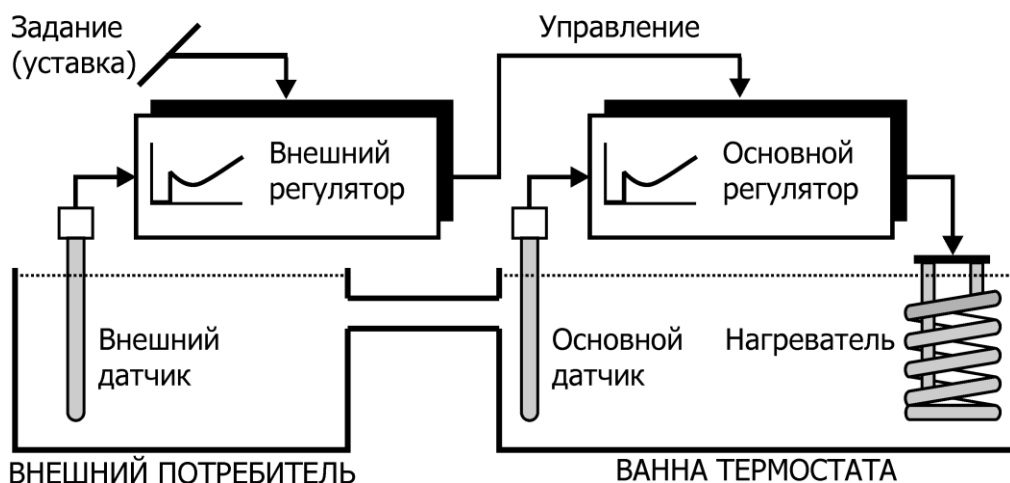 Задание
(уставка)
Управление
Внешний
регулятор
Основной
регулятор
Внешний
датчик
Основной
датчик
Нагреватель
ВНЕШНИЙ ПОТРЕБИТЕЛЬ
ВАННА ТЕРМОСТАТА